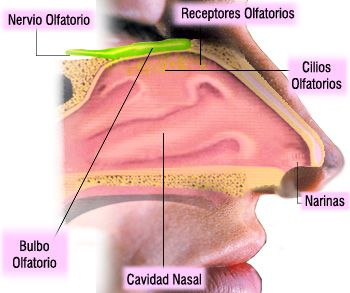 Receptores Olfatorios
Nervio Olfatorio
Cilios
Olfatorios
Narinas
Bulbo
Olfatorio
Cavidad Nasal